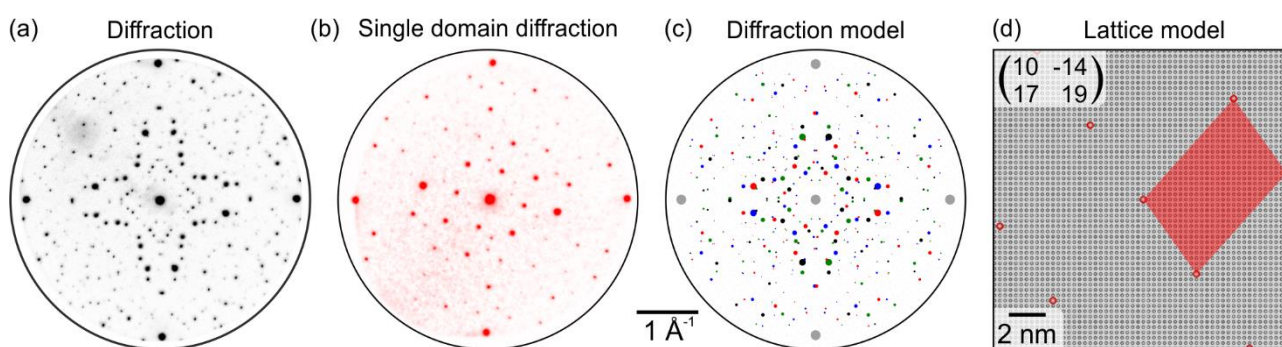 (a) Diffraction
(b) Single domain diffraction
(c) Diffraction model
(d) Lattice model
10 -14
17 19
1 Å⁻¹
2 nm